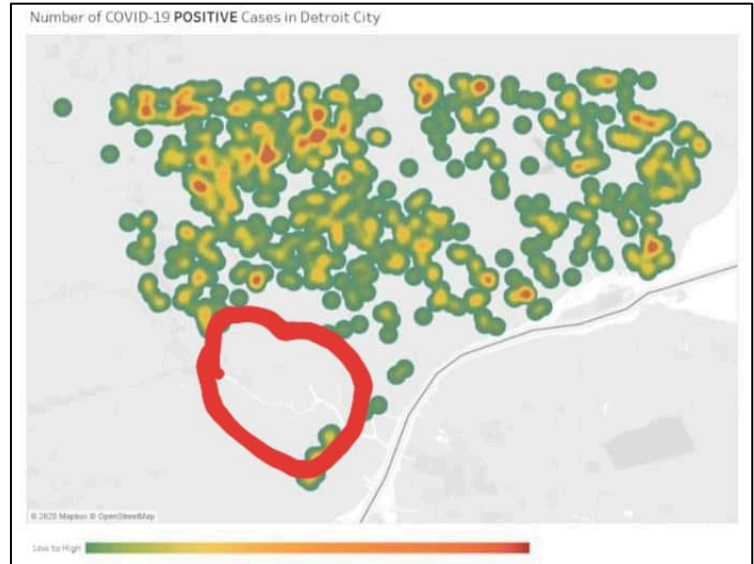 Number of COVID-19 POSITIVE Cases in Detroit City
© 2020 Mapbox © OpenStreetMap
Low to High